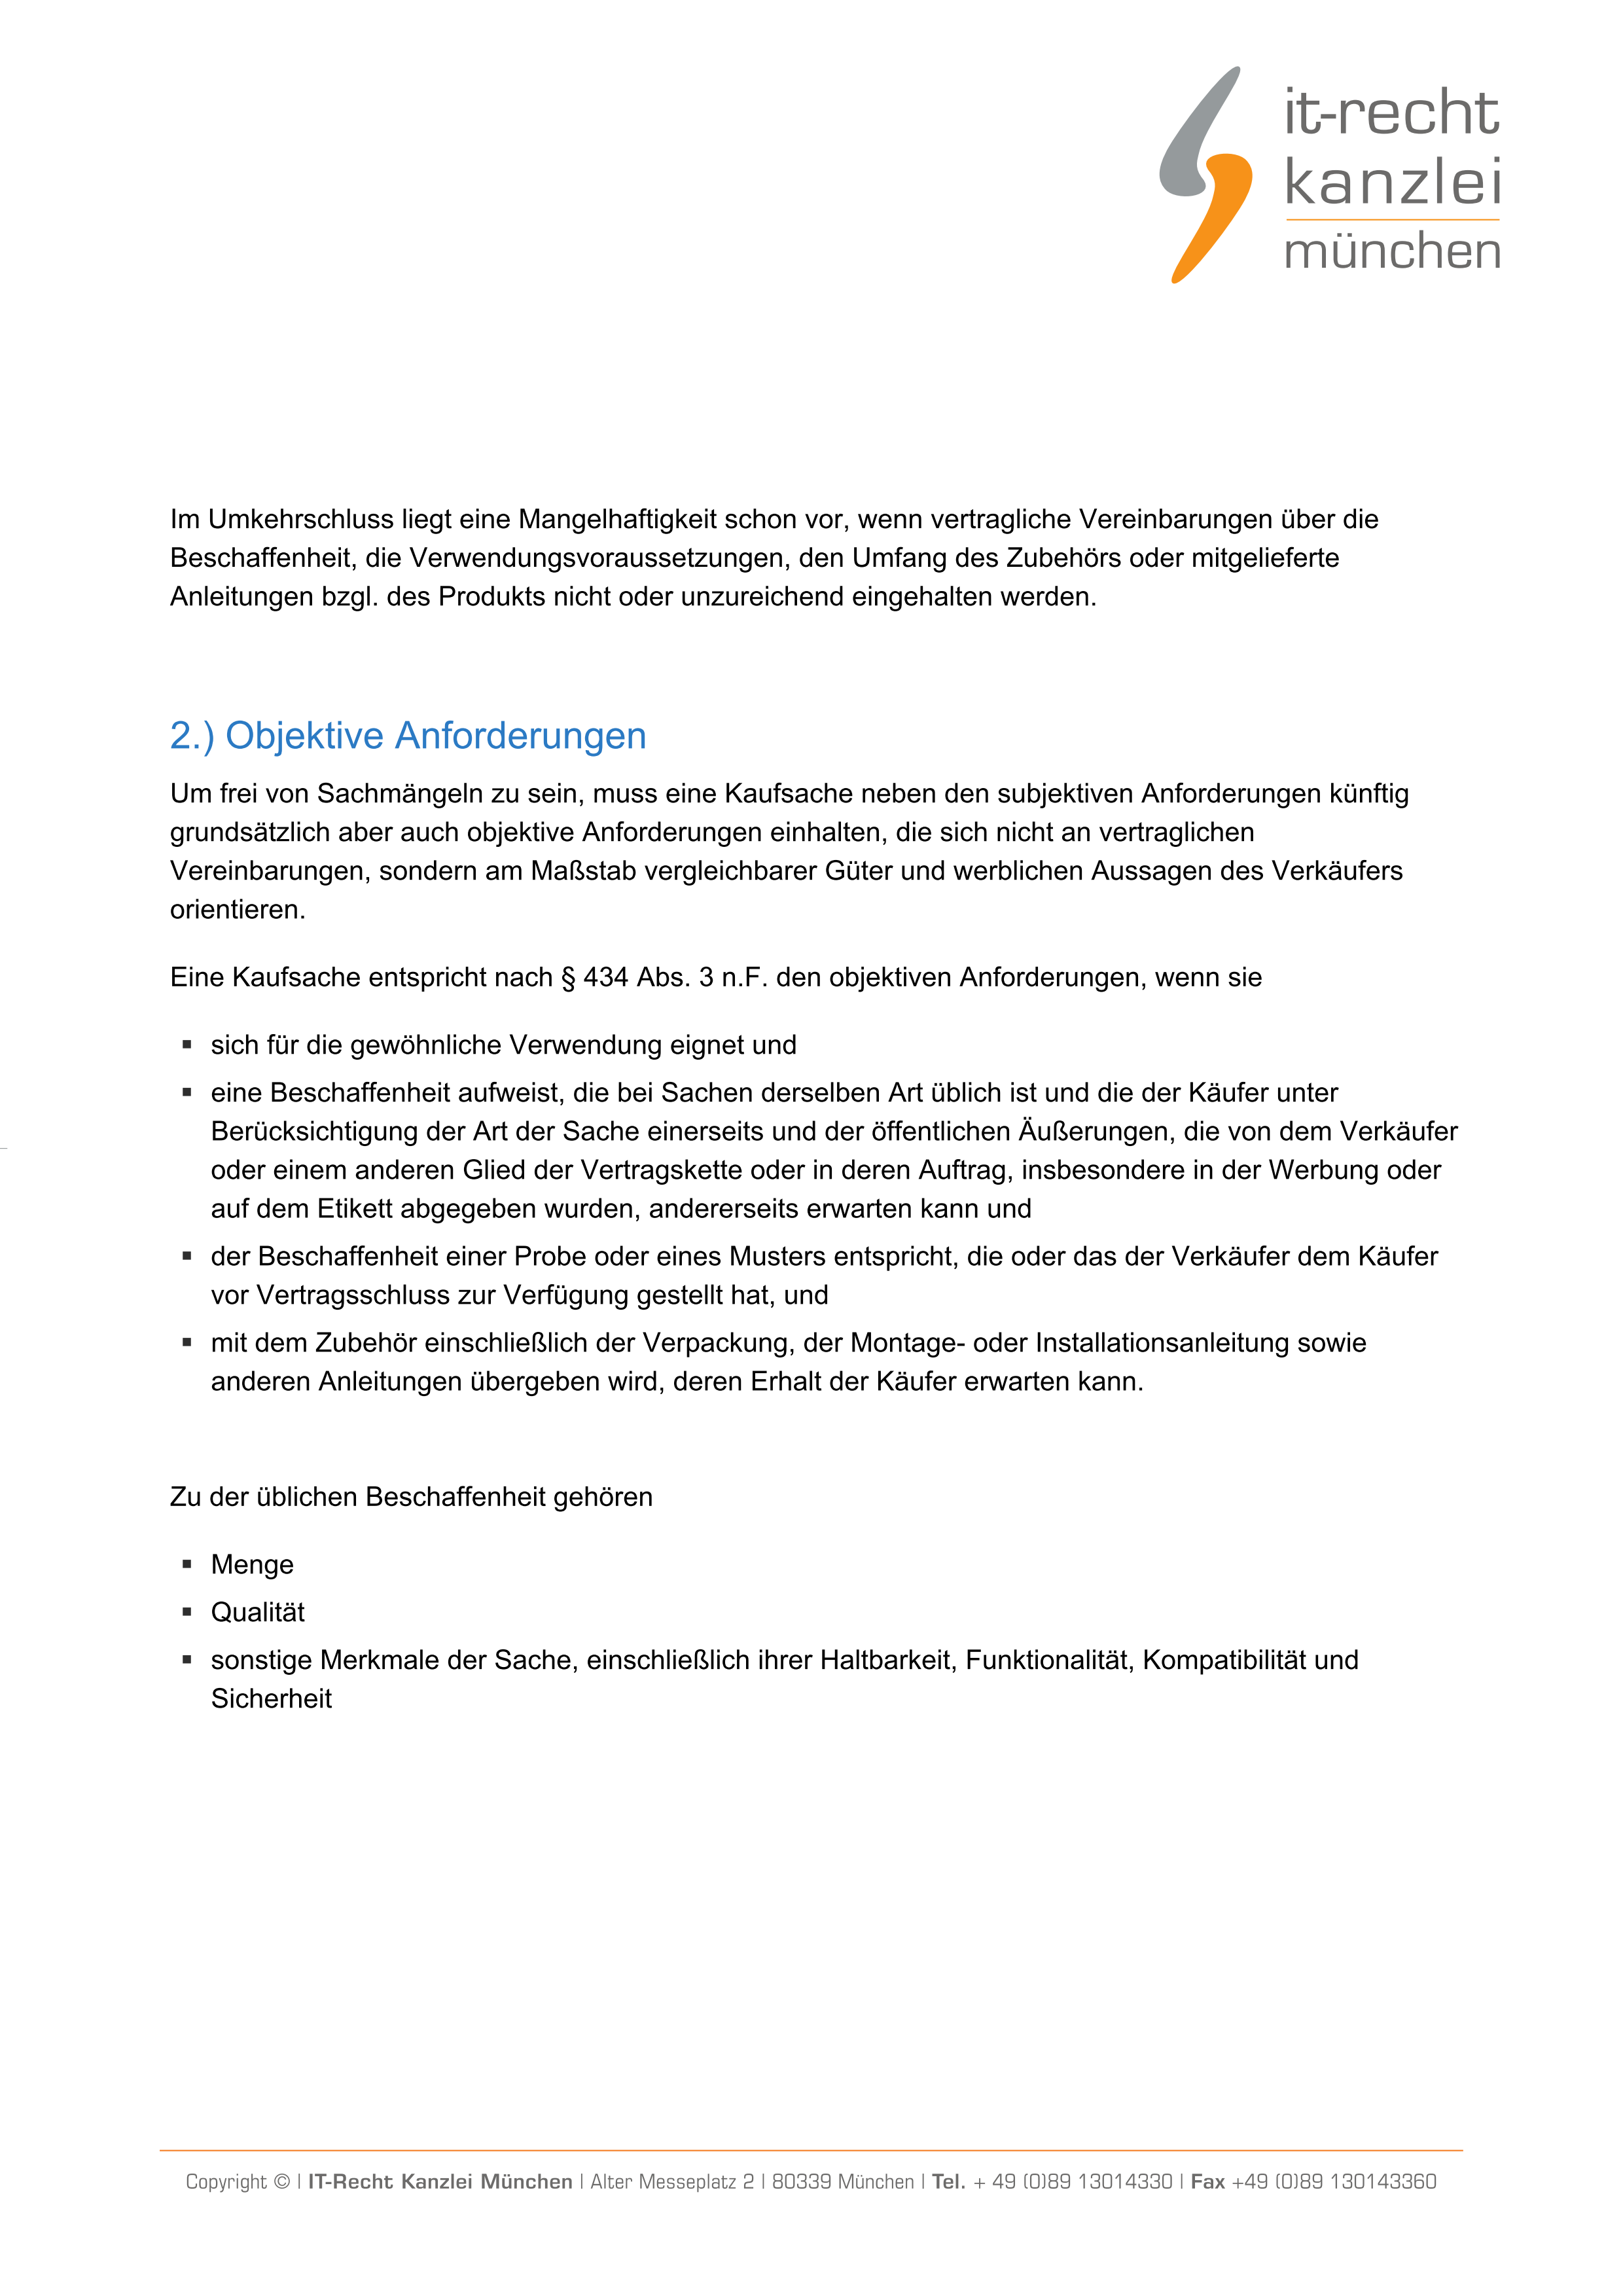 it-recht
kanzlei
münchen
Im Umkehrschluss liegt eine Mangelhaftigkeit schon vor, wenn vertragliche Vereinbarungen über die
Beschaffenheit, die Verwendungsvoraussetzungen, den Umfang des Zubehörs oder mitgelieferte
Anleitungen bzgl. des Produkts nicht oder unzureichend eingehalten werden.
2.) Objektive Anforderungen
Um frei von Sachmängeln zu sein, muss eine Kaufsache neben den subjektiven Anforderungen künftig
grundsätzlich aber auch objektive Anforderungen einhalten, die sich nicht an vertraglichen
Vereinbarungen, sondern am Maßstab vergleichbarer Güter und werblichen Aussagen des Verkäufers
orientieren.
Eine Kaufsache entspricht nach § 434 Abs. 3 n.F. den objektiven Anforderungen, wenn sie
▪ sich für die gewöhnliche Verwendung eignet und
▪ eine Beschaffenheit aufweist, die bei Sachen derselben Art üblich ist und die der Käufer unter
Berücksichtigung der Art der Sache einerseits und der öffentlichen Äußerungen, die von dem Verkäufer
oder einem anderen Glied der Vertragskette oder in deren Auftrag, insbesondere in der Werbung oder
auf dem Etikett abgegeben wurden, andererseits erwarten kann und
▪ der Beschaffenheit einer Probe oder eines Musters entspricht, die oder das der Verkäufer dem Käufer
vor Vertragsschluss zur Verfügung gestellt hat, und
▪ mit dem Zubehör einschließlich der Verpackung, der Montage- oder Installationsanleitung sowie
anderen Anleitungen übergeben wird, deren Erhalt der Käufer erwarten kann.
Zu der üblichen Beschaffenheit gehören
▪ Menge
▪ Qualität
▪ sonstige Merkmale der Sache, einschließlich ihrer Haltbarkeit, Funktionalität, Kompatibilität und
Sicherheit
Copyright © | IT-Recht Kanzlei München | Alter Messeplatz 2 | 80339 München | Tel. + 49 (0)89 13014330 | Fax +49 (0)89 130143360